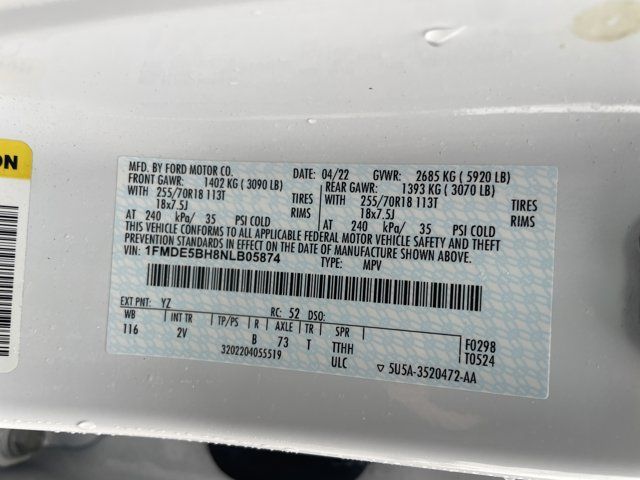 ON
MFD. BY FORD MOTOR CO. DATE: 04/22 GVWR: 2685 KG ( 5920 LB)
FRONT GAWR: 1402 KG ( 3090 LB) REAR GAWR: 1393 KG ( 3070 LB)
WITH 255/70R18 113T TIRES WITH 255/70R18 113T TIRES
18x7.5J RIMS 18x7.5J RIMS
AT 240 kPa/ 35 PSI COLD AT 240 kPa/ 35 PSI COLD
THIS VEHICLE CONFORMS TO ALL APPLICABLE FEDERAL MOTOR VEHICLE SAFETY AND THEFT
PREVENTION STANDARDS IN EFFECT ON THE DATE OF MANUFACTURE SHOWN ABOVE.
VIN: 1FMDE5BH8NLB05874 TYPE: MPV
EXT PNT: YZ RC: 52 DSO:
WB INT TR TP/PS R AXLE TR SPR
116 2V B 73 T TTHH F0298
3202204055519 ULC T0524
▽ 5U5A-3520472-AA